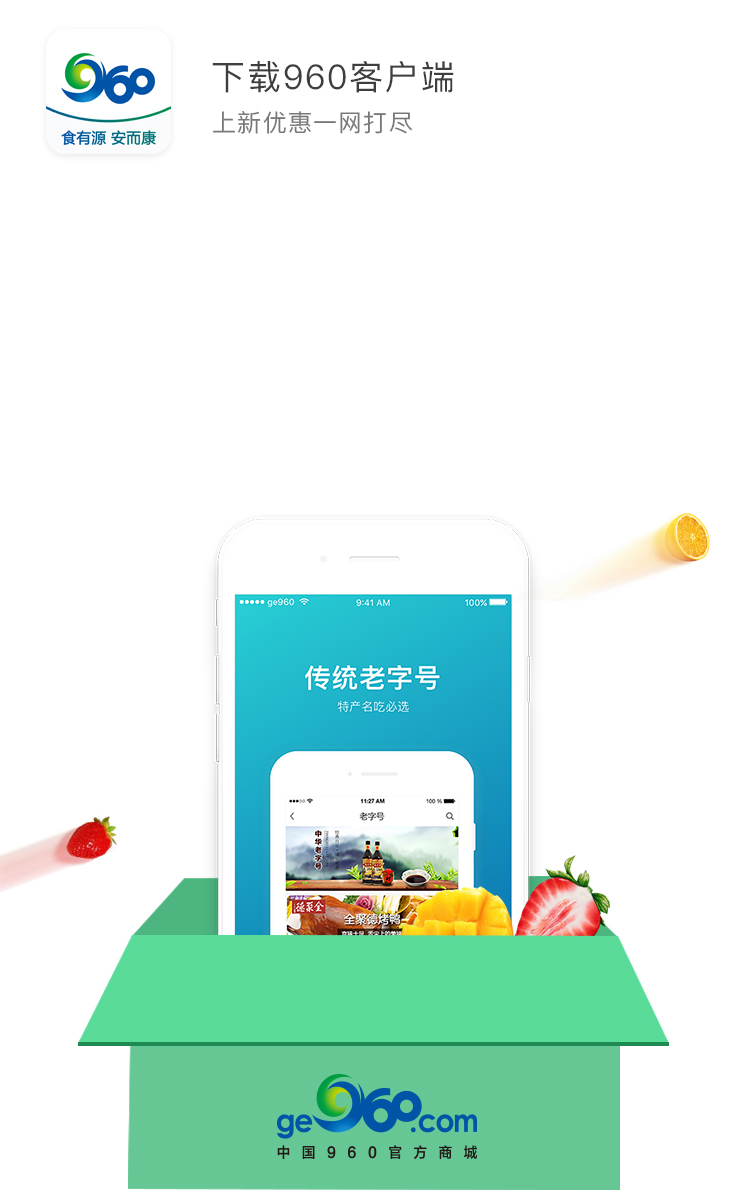 960
食有源 安而康
下载960客户端
上新优惠一网打尽
ge960
9:41 AM
100%
传统老字号
特产名吃必选
11:27 AM
100 %
老字号
中华老字号
全聚德
全聚德烤鸭
ge960.com
中国960官方商城